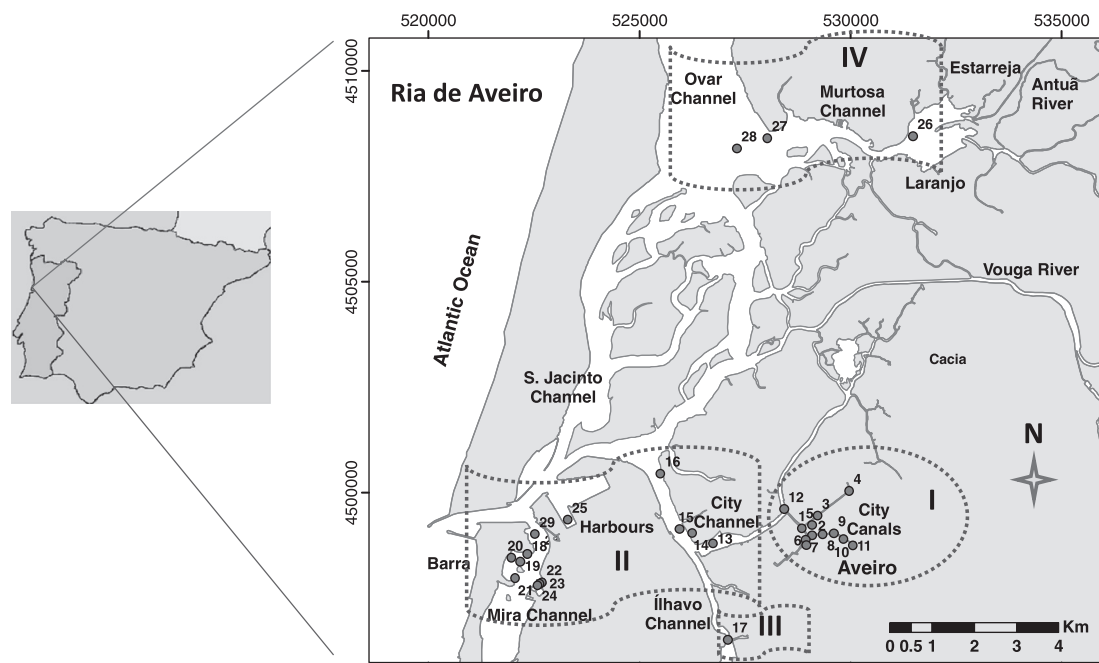 520000 525000 530000 535000
4510000
4505000
4500000
Ria de Aveiro
IV
Ovar
Channel
Murtosa
Channel
Estarreja
Antuã
River
26
27
28
Laranjo
Atlantic Ocean
Vouga River
S. Jacinto
Channel
Cacia
N
16
4
I
12
3
City
Canals
15
2
9
6
7
8
10
11
Aveiro
City
Channel
15
14
13
25
Harbours
29
2
II
Barra
20
18
19
22
21
23
24
Mira Channel
Ílhavo
Channel
17
III
Km
0 0.5 1 2 3 4